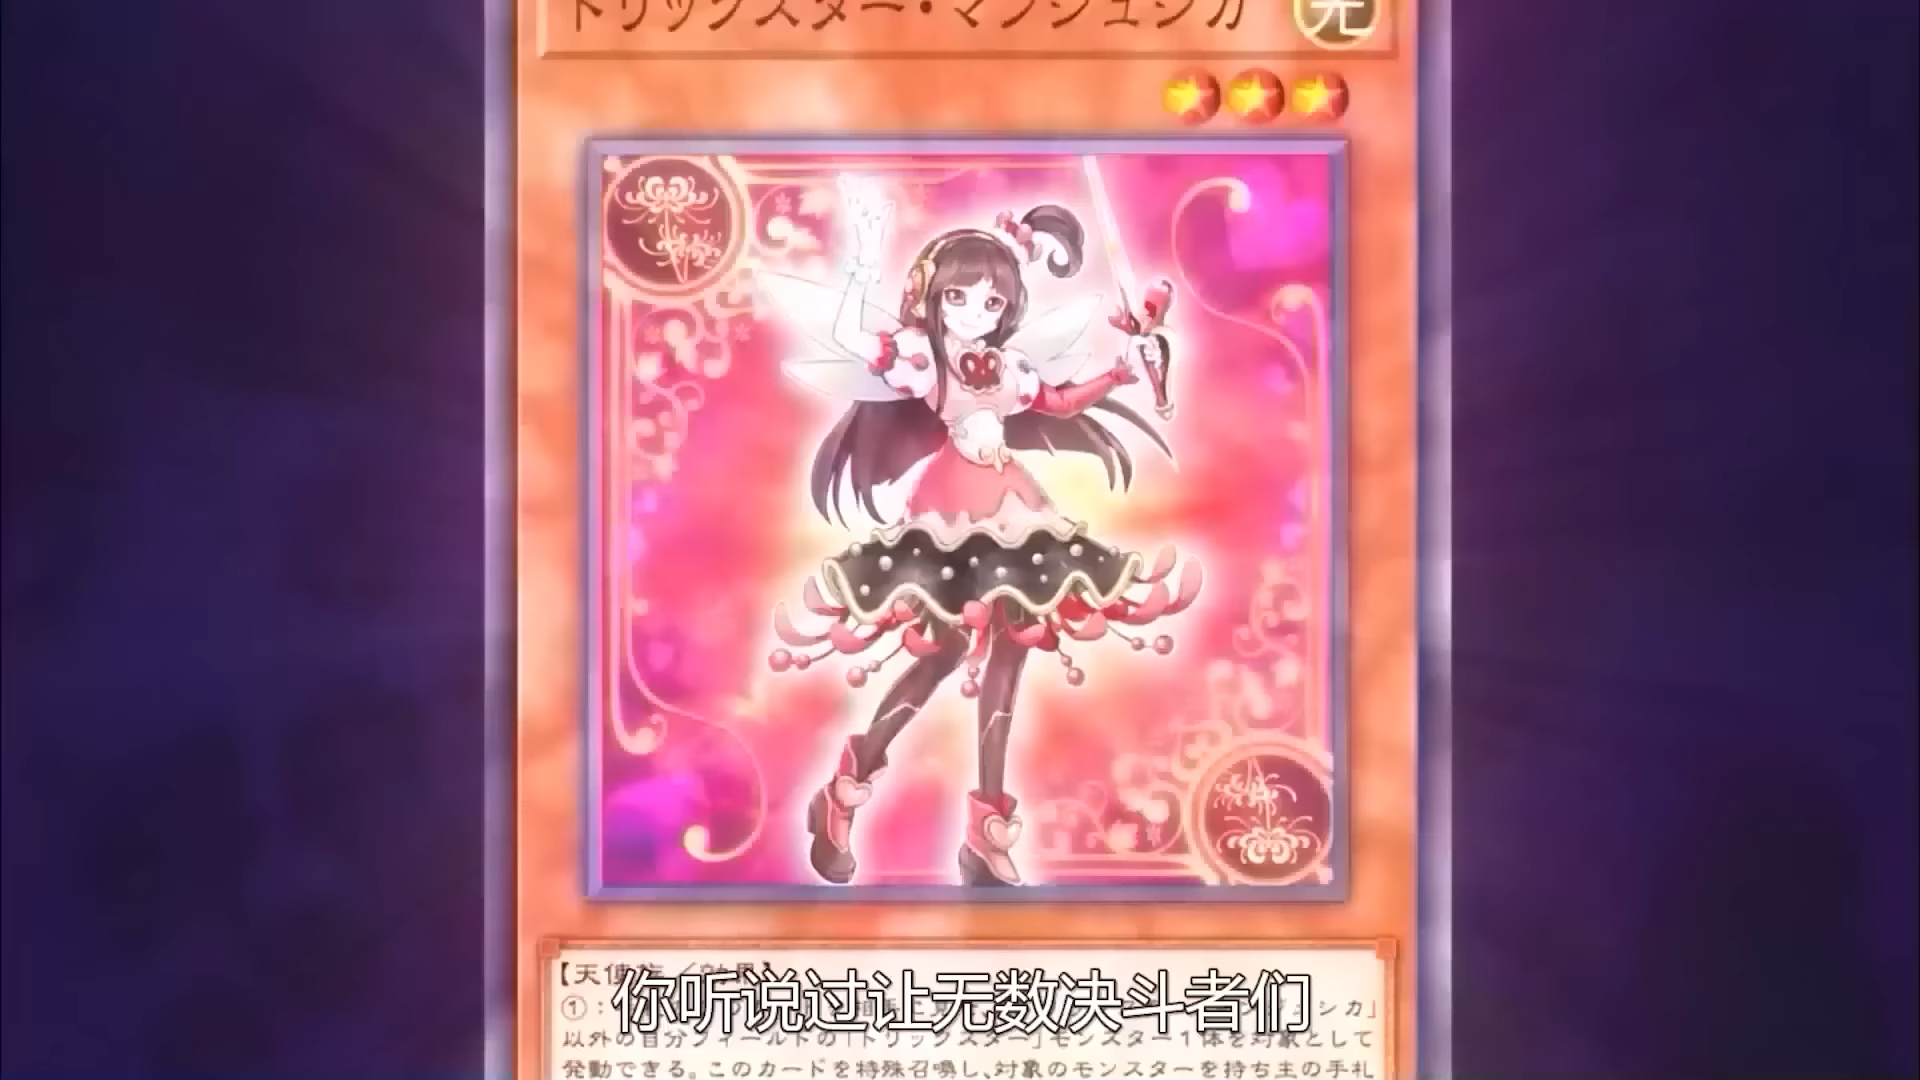 トリックスター・マンジュシカ
光
【天使族／効果】
你听说过让无数决斗者们
①：
シカ」
以外の自分フィールドの「トリックスター」モンスター１体を対象として
発動できる。このカードを特殊召喚し、対象のモンスターを持ち主の手札